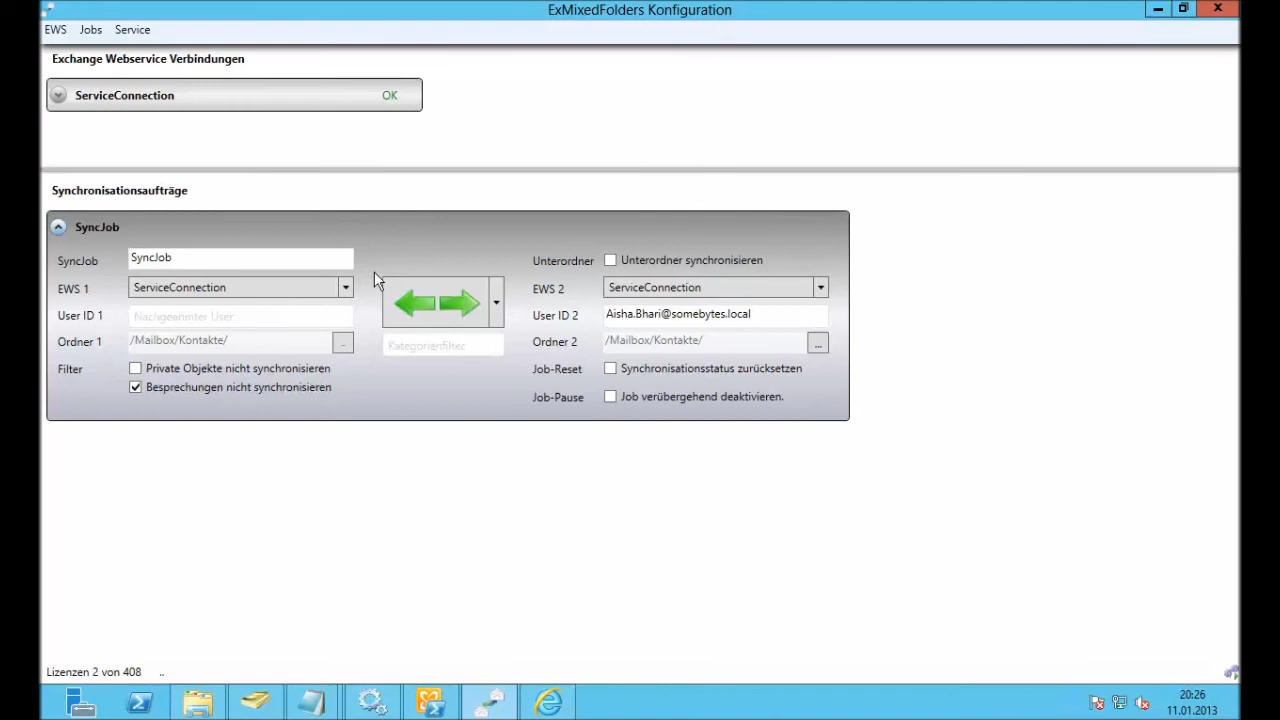 ExMixedFolders Konfiguration
EWS Jobs Service
Exchange Webservice Verbindungen
ServiceConnection OK
Synchronisationsaufträge
SyncJob
SyncJob SyncJob Unterordner Unterordner synchronisieren
EWS 1 ServiceConnection EWS 2 ServiceConnection
User ID 1 Nachgeanmter User User ID 2 Aisha.Bhari@somebytes.local
Ordner 1 /Mailbox/Kontakte/ .. Kategorienfilter Ordner 2 /Mailbox/Kontakte/ ...
Filter Private Objekte nicht synchronisieren Job-Reset Synchronisationsstatus zurücksetzen
Besprechungen nicht synchronisieren Job-Pause Job verübergehend deaktivieren.
Lizenzen 2 von 408 ..
20:26
11.01.2013